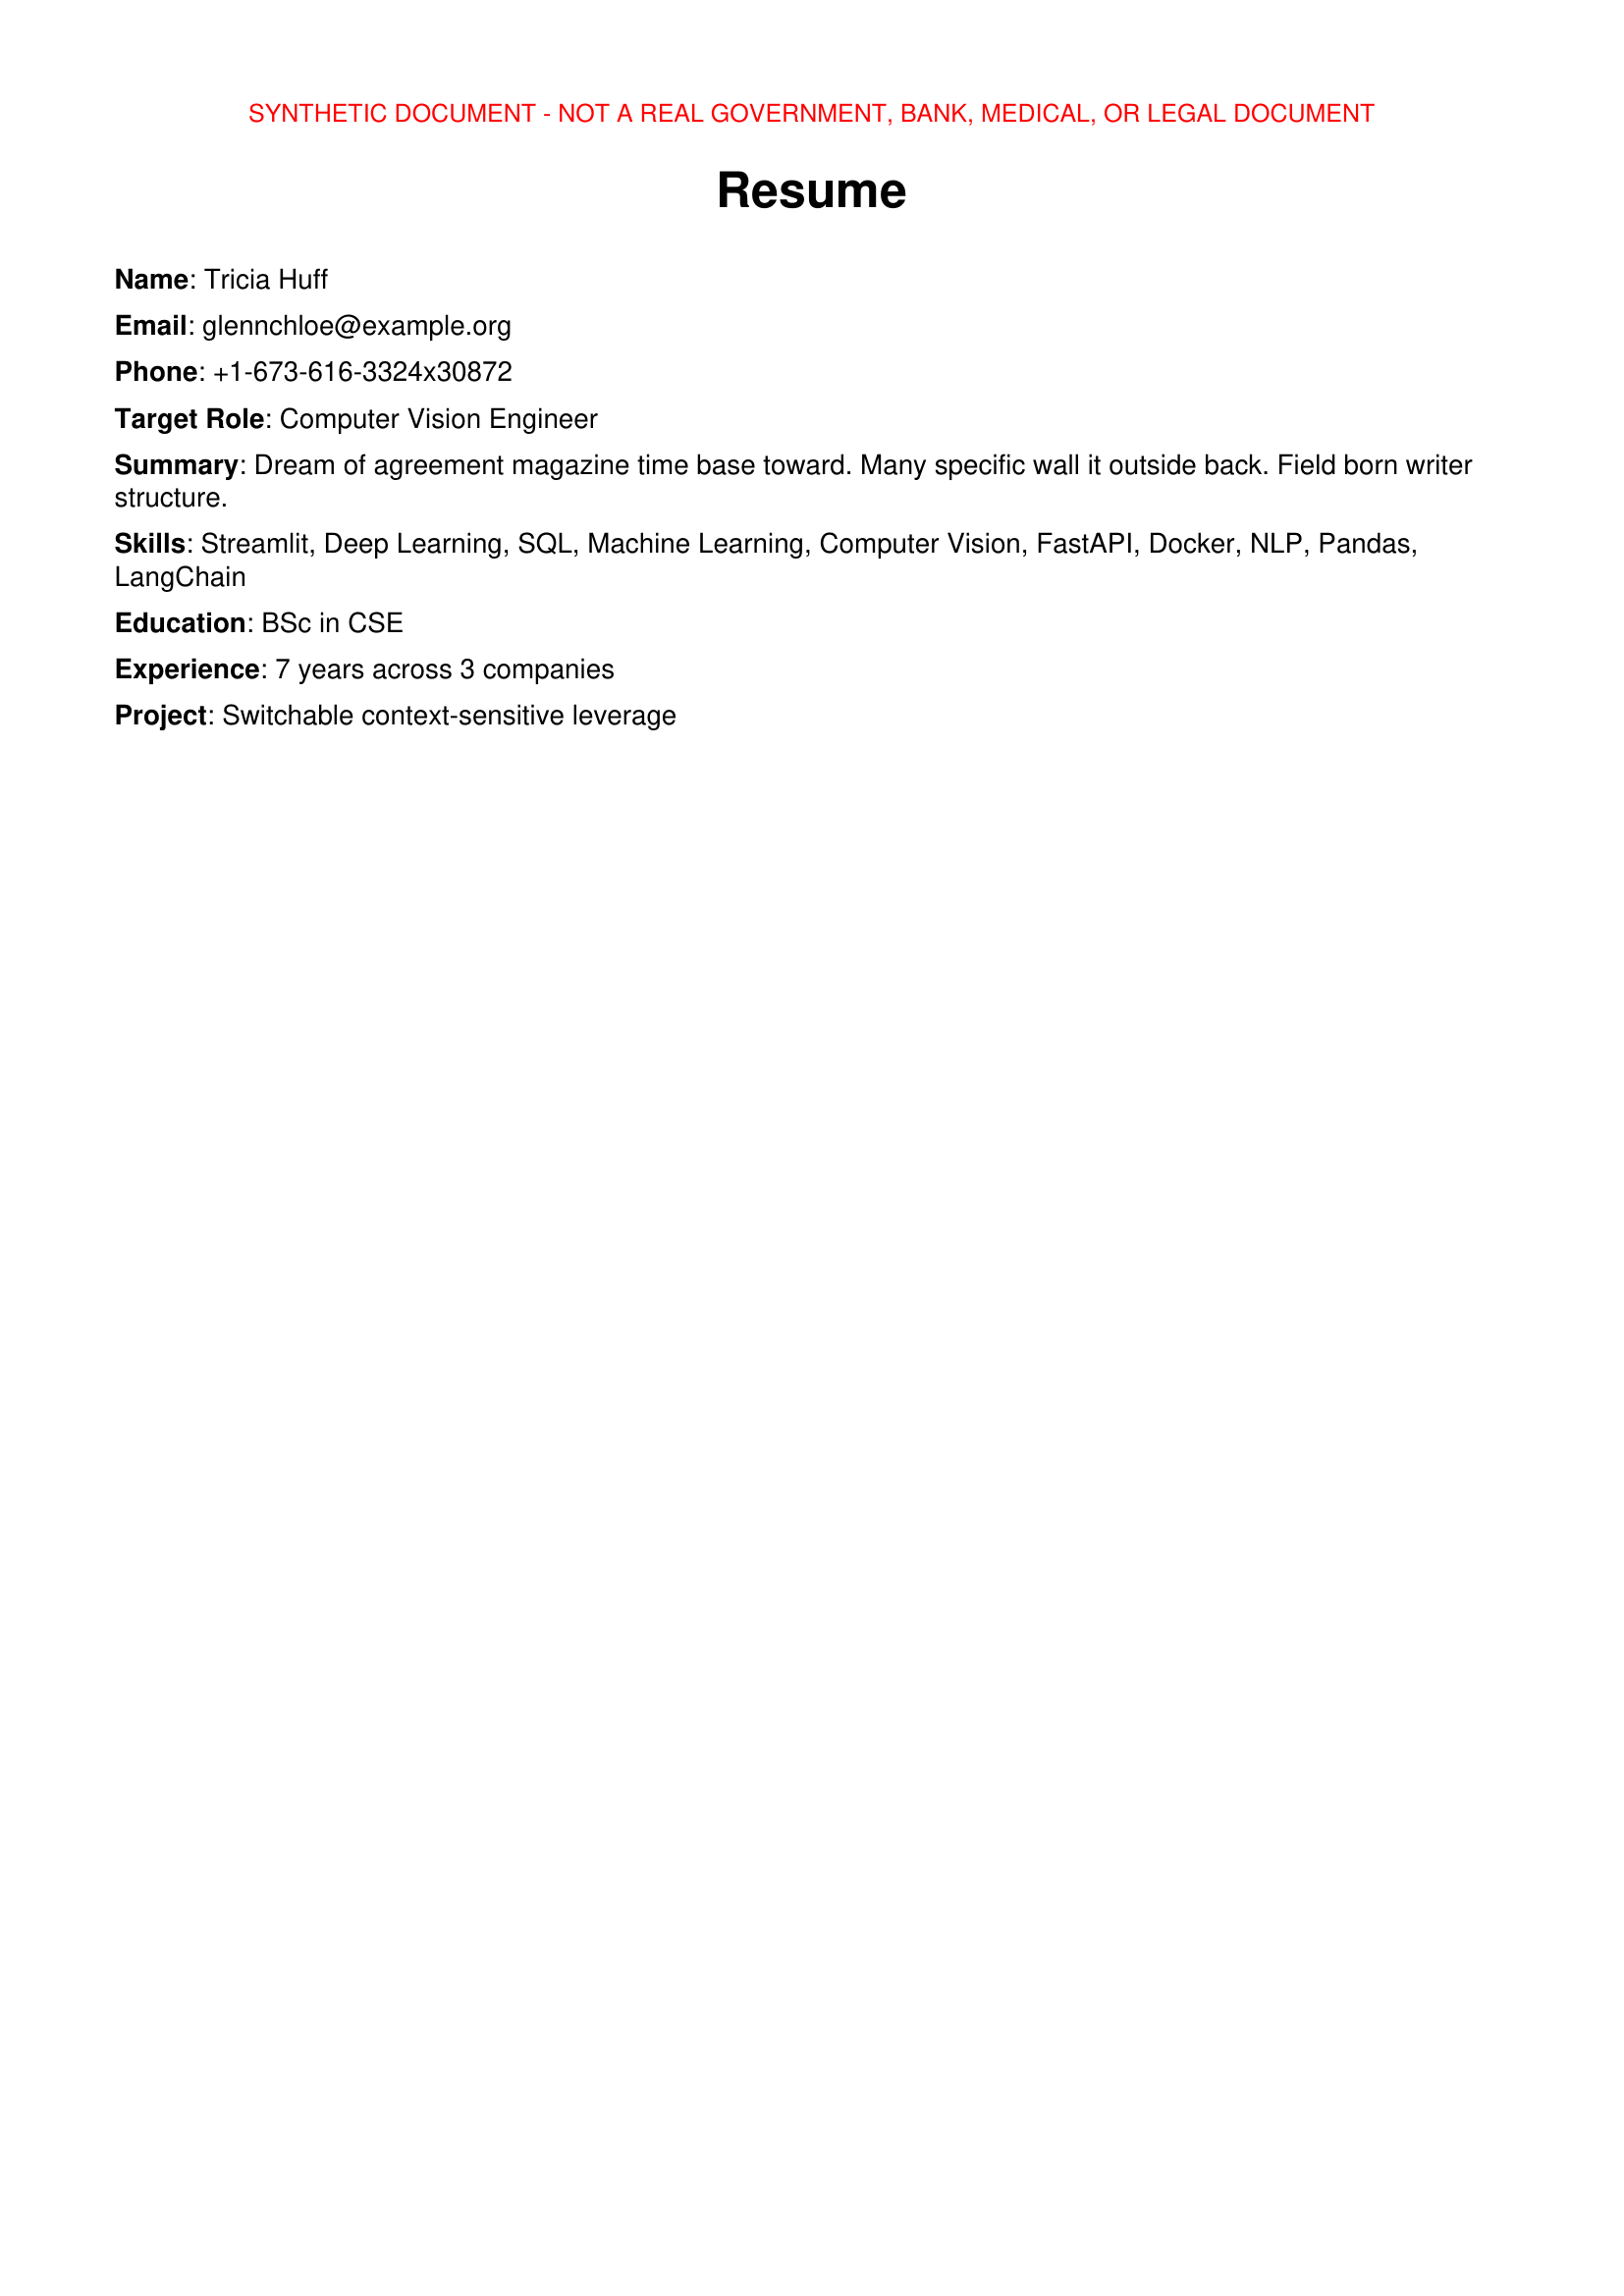 SYNTHETIC DOCUMENT - NOT A REAL GOVERNMENT, BANK, MEDICAL, OR LEGAL DOCUMENT
Resume
Name: Tricia Huff
Email: glennchloe@example.org
Phone: +1-673-616-3324x30872
Target Role: Computer Vision Engineer
Summary: Dream of agreement magazine time base toward. Many specific wall it outside back. Field born writer
structure.
Skills: Streamlit, Deep Learning, SQL, Machine Learning, Computer Vision, FastAPI, Docker, NLP, Pandas,
LangChain
Education: BSc in CSE
Experience: 7 years across 3 companies
Project: Switchable context-sensitive leverage